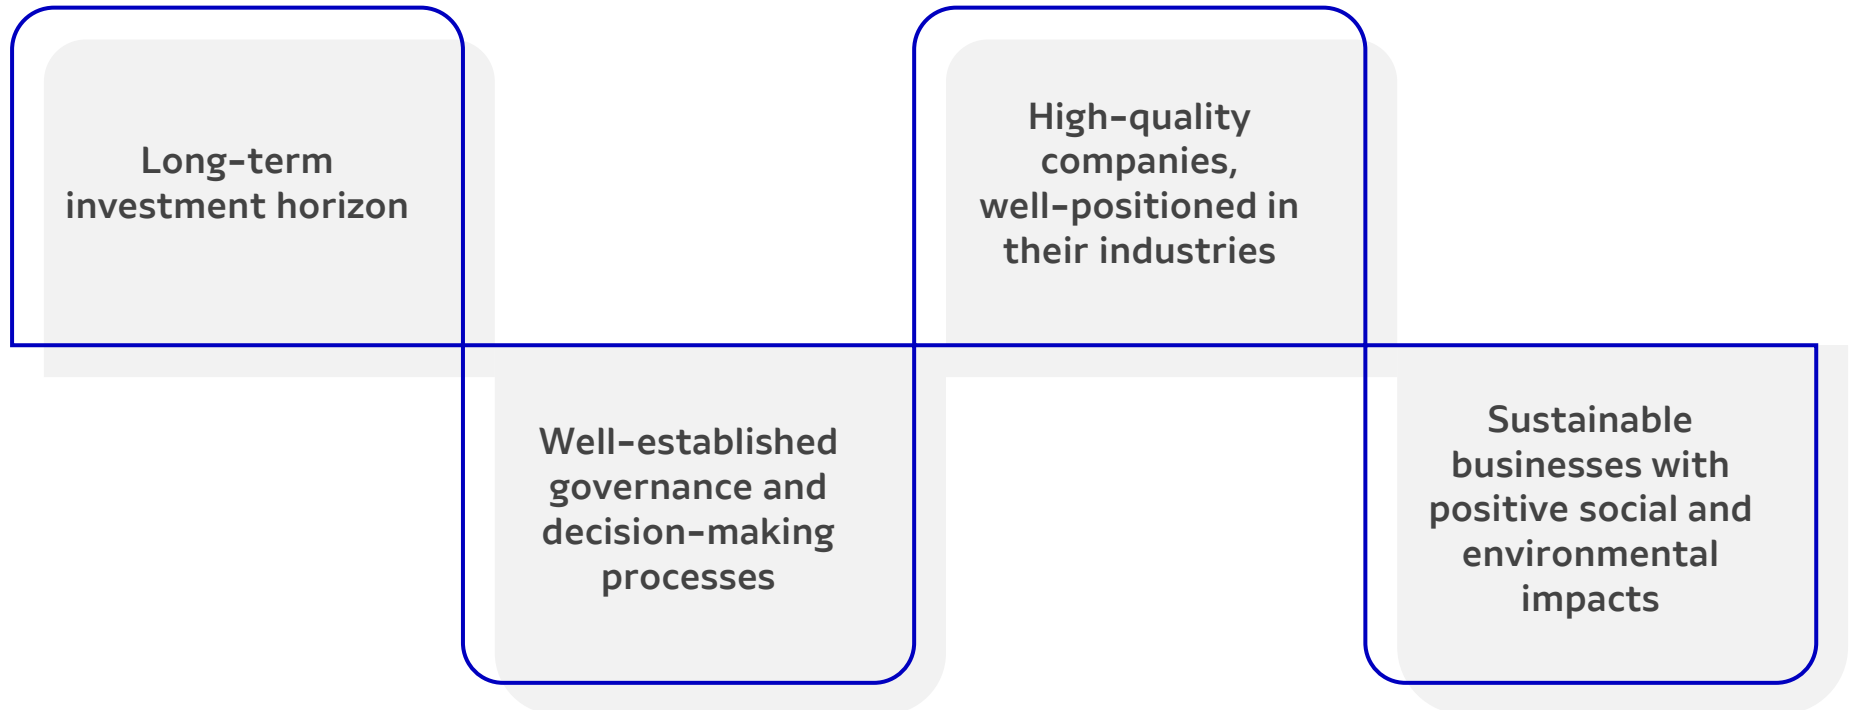 Long-term
investment horizon
Well-established
governance and
decision-making
processes
High-quality
companies,
well-positioned in
their industries
Sustainable
businesses with
positive social and
environmental
impacts